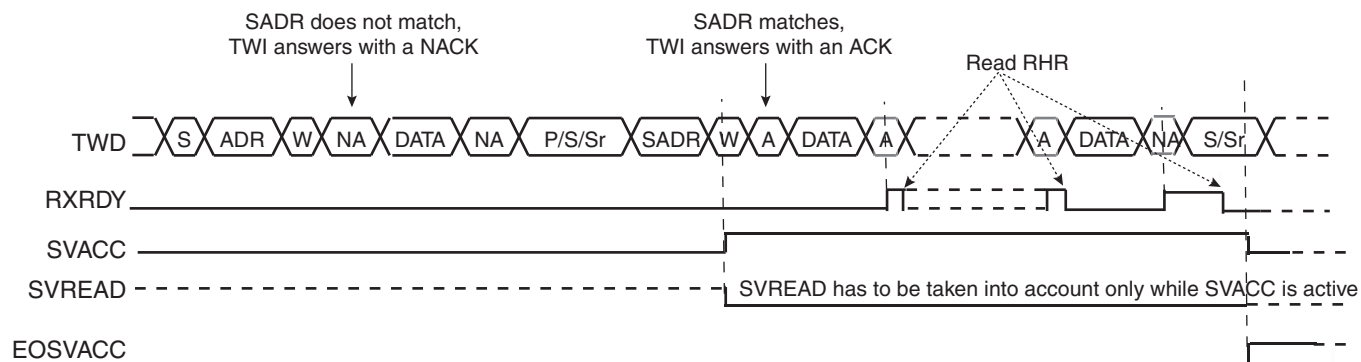 SADR does not match,
TWI answers with a NACK
SADR matches,
TWI answers with an ACK
Read RHR
TWD S ADR W NA DATA NA P/S/Sr SADR W A DATA A A DATA NA S/Sr
RXRDY
SVACC
SVREAD SVREAD has to be taken into account only while SVACC is active
EOSVACC